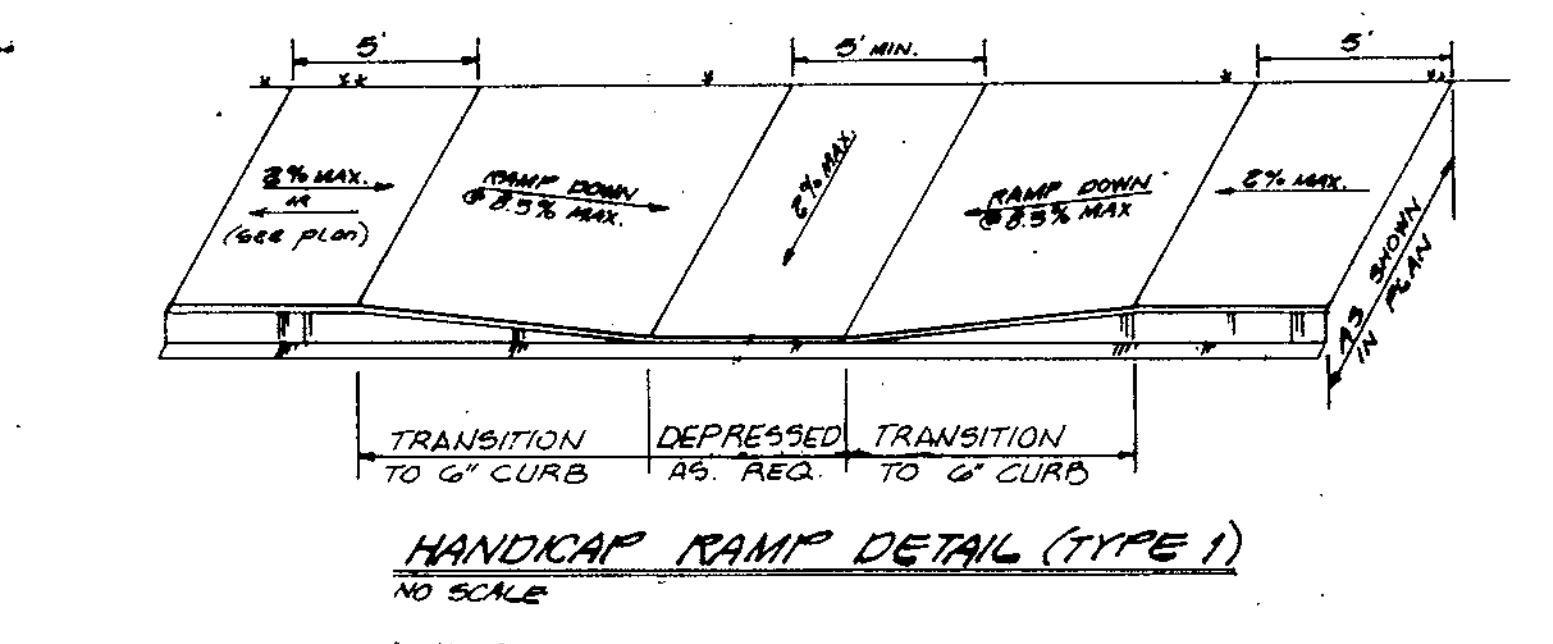 5'
5' MIN.
5'
2% MAX.
or
(see plan)
RAMP DOWN
@ 8.3% MAX.
2% MAX.
RAMP DOWN
@ 8.3% MAX
2% MAX.
AS SHOWN
IN PLAN
TRANSITION
TO 6" CURB
DEPRESSED
AS. REQ.
TRANSITION
TO 6" CURB
HANDICAP RAMP DETAIL (TYPE 1)
NO SCALE